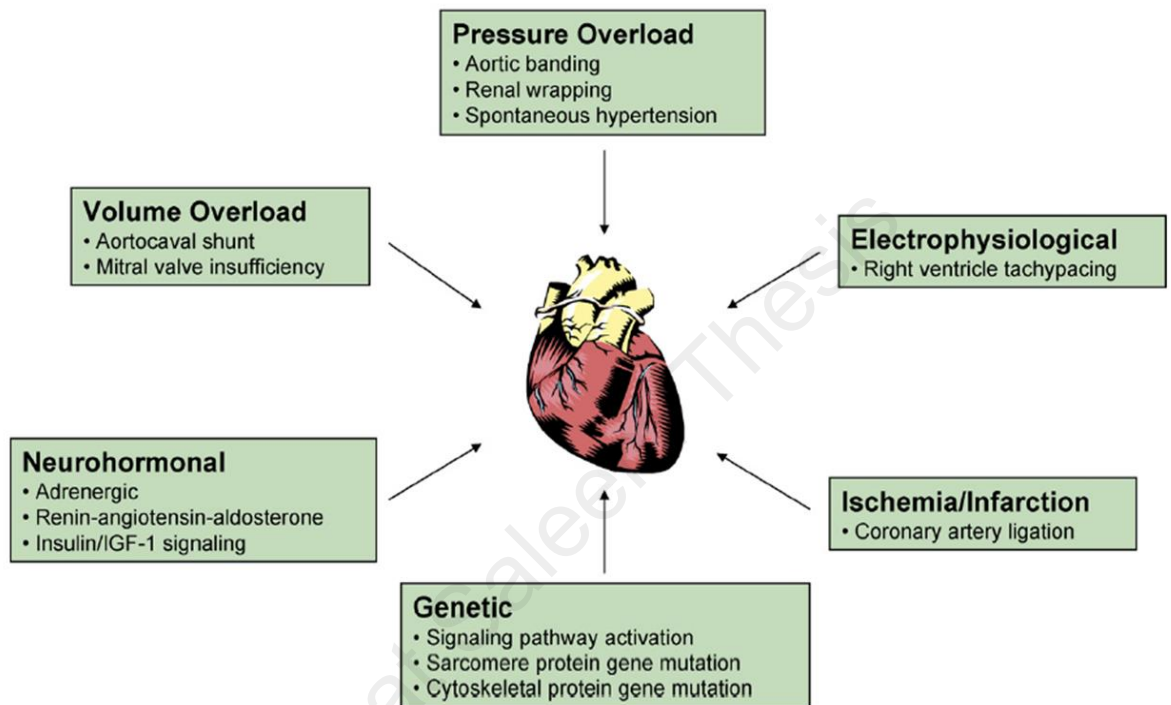 Pressure Overload
• Aortic banding
• Renal wrapping
• Spontaneous hypertension
Volume Overload
• Aortocaval shunt
• Mitral valve insufficiency
Electrophysiological
• Right ventricle tachypacing
Neurohormonal
• Adrenergic
• Renin-angiotensin-aldosterone
• Insulin/IGF-1 signaling
Ischemia/Infarction
• Coronary artery ligation
Genetic
• Signaling pathway activation
• Sarcomere protein gene mutation
• Cytoskeletal protein gene mutation
Saleen Thesis